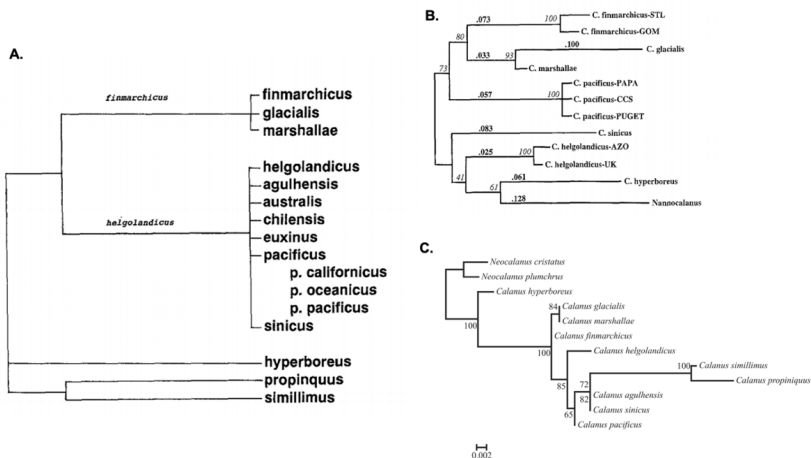 A.
finmarchicus
finmarchicus
glacialis
marshallae
helgolandicus
helgolandicus
agulhensis
australis
chilensis
euxinus
pacificus
p. californicus
p. oceanicus
p. pacificus
sinicus
hyperboreus
propinquus
simillimus
B.
.073
100
C. finmarchicus-STL
C. finmarchicus-GOM
80
.033
93
.100
C. glacialis
C. marshallae
73
.057
100
C. pacificus-PAPA
C. pacificus-CCS
C. pacificus-PUGET
.083
C. sinicus
.025
100
C. helgolandicus-AZO
C. helgolandicus-UK
41
61
.061
C. hyperboreus
.128
Nannocalanus
C.
Neocalanus cristatus
Neocalanus plumchrus
Calanus hyperboreus
100
84
Calanus glacialis
Calanus marshallae
Calanus finmarchicus
100
Calanus helgolandicus
85
72
82
100
Calanus simillimus
Calanus propiniquus
Calanus agulhensis
Calanus sinicus
65
Calanus pacificus
0.002